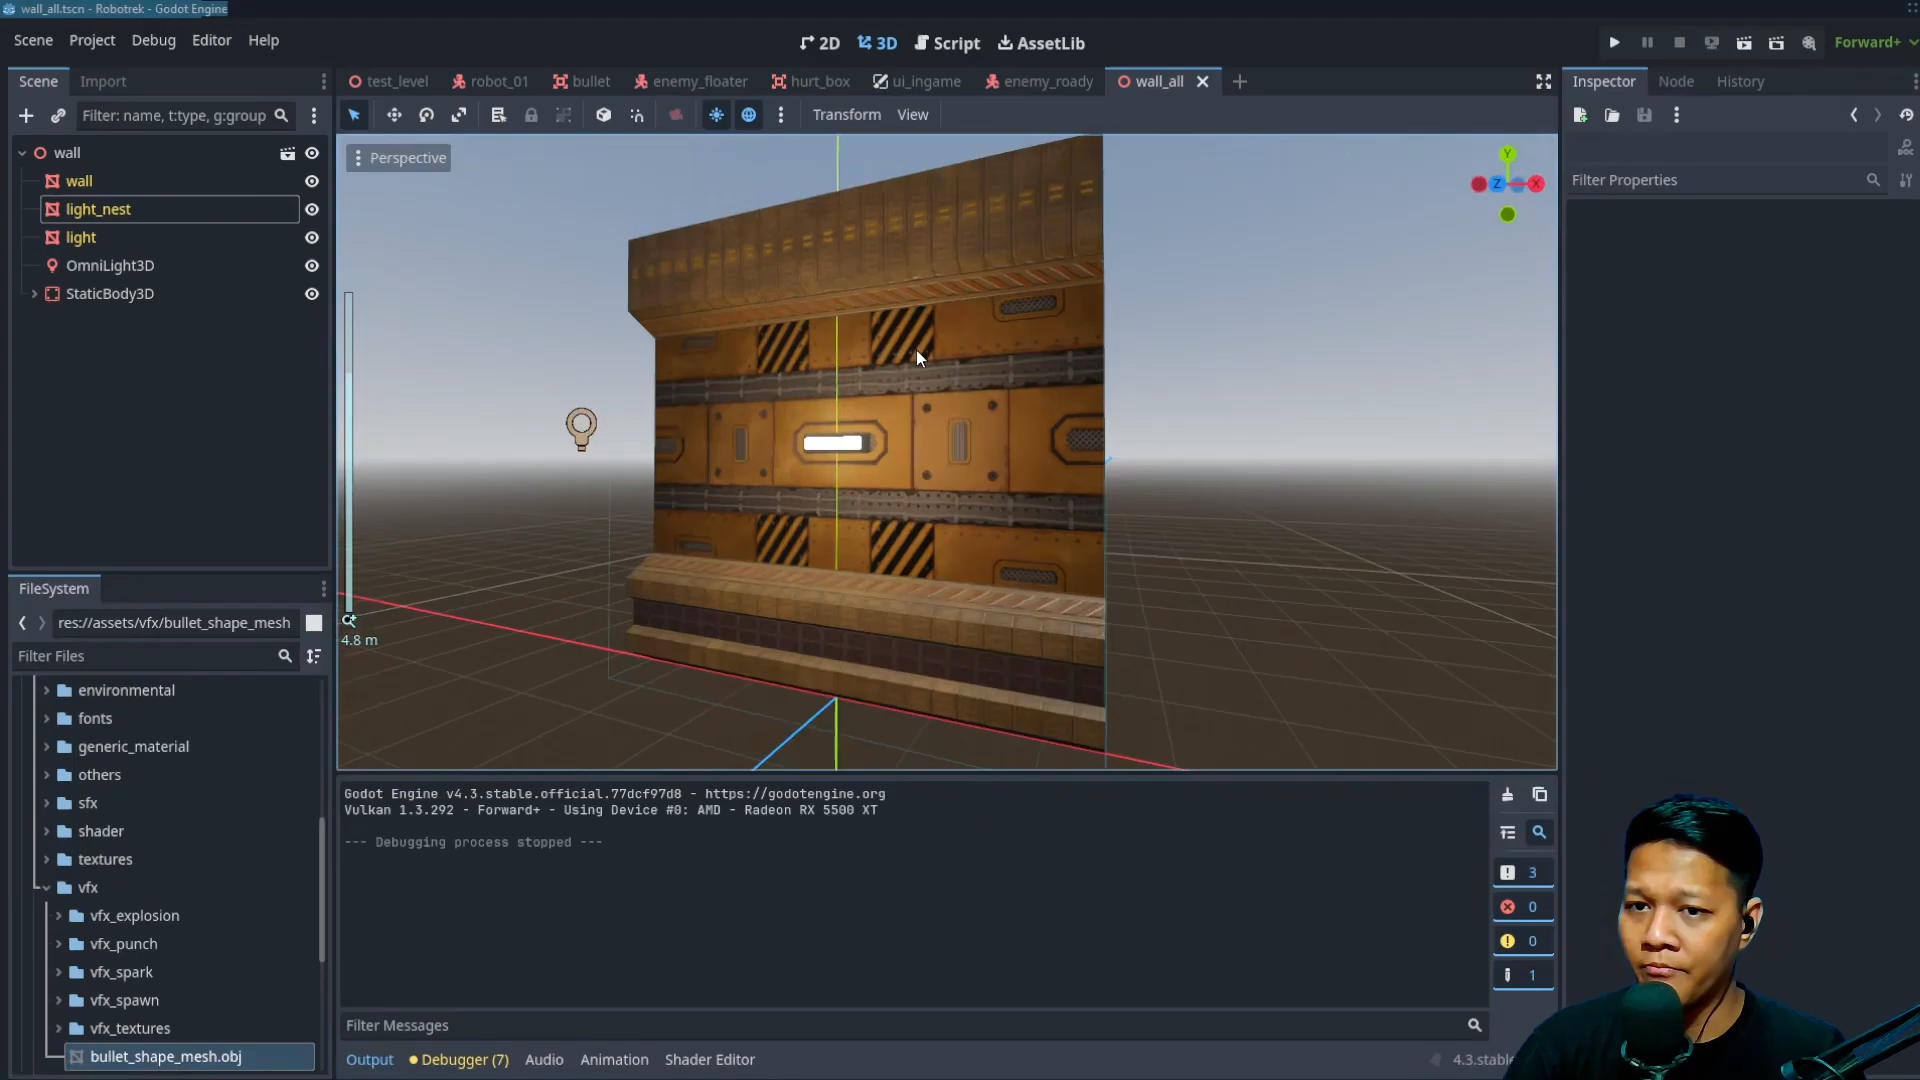 wall_all.tscn - Robotrek - Godot Engine
Scene Project Debug Editor Help
2D 3D Script AssetLib
Forward+
Scene Import
test_level robot_01 bullet enemy_floater hurt_box ui_ingame enemy_roady wall_all
Inspector Node History
Filter: name, t:type, g:group
Transform View
wall
Perspective
Y
Z X
Filter Properties
wall
light_nest
light
OmniLight3D
StaticBody3D
4.8 m
FileSystem
res://assets/vfx/bullet_shape_mesh
Filter Files
environmental
fonts
generic_material
others
sfx
shader
textures
vfx
vfx_explosion
vfx_punch
vfx_spark
vfx_spawn
vfx_textures
bullet_shape_mesh.obj
Godot Engine v4.3.stable.official.77dcf97d8 - https://godotengine.org
Vulkan 1.3.292 - Forward+ - Using Device #0: AMD - Radeon RX 5500 XT
--- Debugging process stopped ---
3
0
0
1
Filter Messages
Output Debugger (7) Audio Animation Shader Editor
4.3.stabl